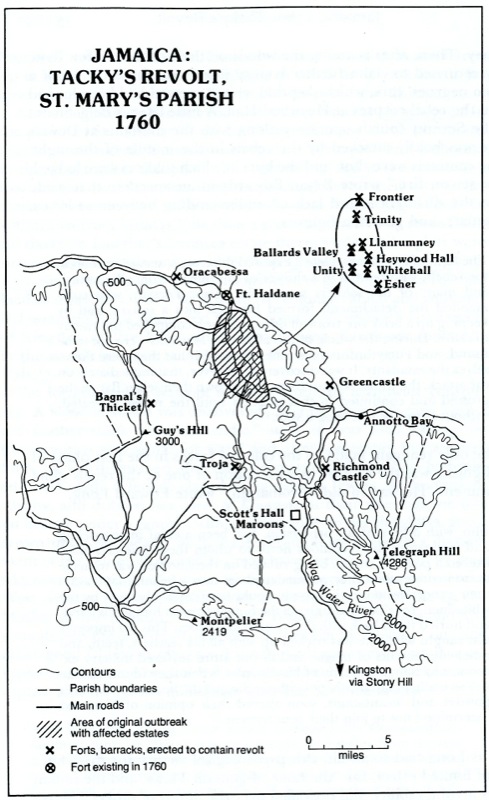 JAMAICA:
TACKY'S REVOLT,
ST. MARY'S PARISH
1760
Frontier
Trinity
Llanrumney
Ballards Valley
Heywood Hall
Unity
Whitehall
Esher
Oracabessa
500
Ft. Haldane
Greencastle
Bagnal's
Thicket
Annotto Bay
Guy's Hill
3000
Troja
Richmond
Castle
Scott's Hall
Maroons
Telegraph Hill
4286
Wag Water River
500
3000
2000
Montpelier
2419
Kingston
via Stony Hill
Contours
Parish boundaries
Main roads
Area of original outbreak
with affected estates
Forts, barracks, erected to contain revolt
Fort existing in 1760
0 5
miles